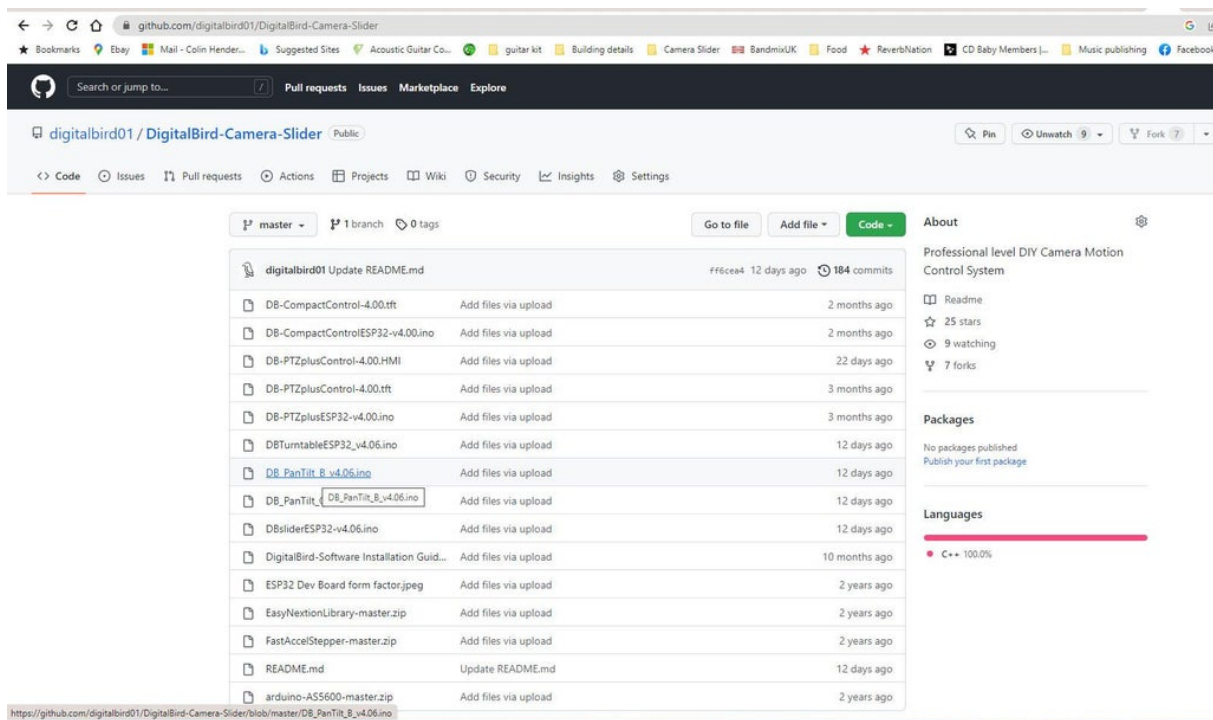 github.com/digitalbird01/DigitalBird-Camera-Slider
Bookmarks Ebay Mail - Colin Hender... Suggested Sites Acoustic Guitar Co... guitar kit Building details Camera Slider BandmixUK Food ReverbNation CD Baby Members |... Music publishing Facebook
Search or jump to... / Pull requests Issues Marketplace Explore
digitalbird01 / DigitalBird-Camera-Slider Public Pin Unwatch 9 Fork 7
<> Code Issues Pull requests Actions Projects Wiki Security Insights Settings
master 1 branch 0 tags Go to file Add file Code
digitalbird01 Update README.md ff6cea4 12 days ago 184 commits
DB-CompactControl-4.00.tft Add files via upload 2 months ago
DB-CompactControlESP32-v4.00.ino Add files via upload 2 months ago
DB-PTZplusControl-4.00.HMI Add files via upload 22 days ago
DB-PTZplusControl-4.00.tft Add files via upload 3 months ago
DB-PTZplusESP32-v4.00.ino Add files via upload 3 months ago
DBTurntableESP32_v4.06.ino Add files via upload 12 days ago
DB_PanTilt_B_v4.06.ino Add files via upload 12 days ago
DB_PanTilt_ DB_PanTilt_B_v4.06.ino Add files via upload 12 days ago
DBsliderESP32-v4.06.ino Add files via upload 12 days ago
DigitalBird-Software Installation Guid... Add files via upload 10 months ago
ESP32 Dev Board form factor.jpeg Add files via upload 2 years ago
EasyNextionLibrary-master.zip Add files via upload 2 years ago
FastAccelStepper-master.zip Add files via upload 2 years ago
README.md Update README.md 12 days ago
arduino-AS5600-master.zip Add files via upload 2 years ago
About
Professional level DIY Camera Motion
Control System
Readme
25 stars
9 watching
7 forks
Packages
No packages published
Publish your first package
Languages
C++ 100.0%
https://github.com/digitalbird01/DigitalBird-Camera-Slider/blob/master/DB_PanTilt_B_v4.06.ino